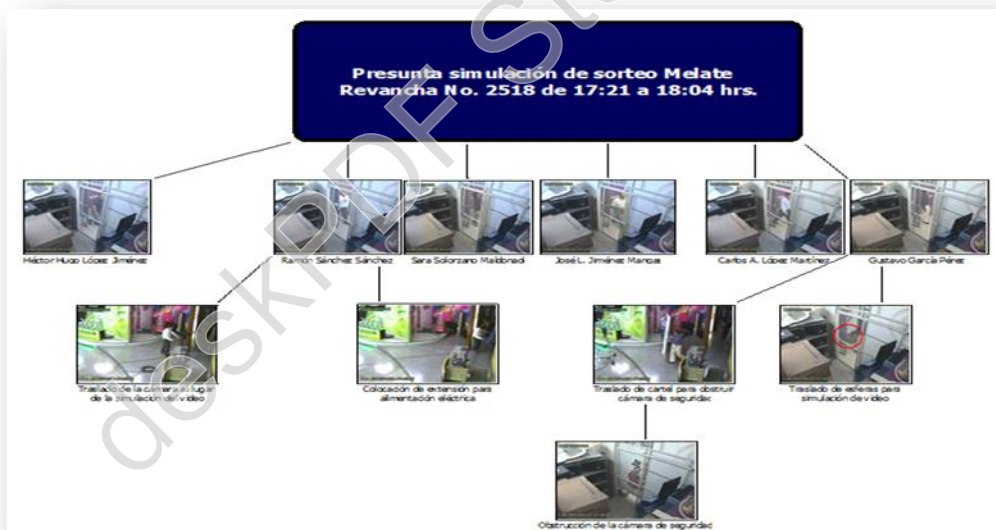 Presunta simulación de sorteo Melate
Revancha No. 2518 de 17:21 a 18:04 hrs.
Héctor Hugo López Jiménez
Ramón Sánchez Sánchez
Sara Solorzano Maldonad
José L. Jiménez Mangas
Carlos A. López Martínez
Gustavo García Pérez
Traslado de la cámara al lugar
de la simulación de video
Colocación de extensión para
alimentación eléctrica
Traslado de cartel para obstruir
cámara de seguridad
Traslado de esferas para
simulación de video
Obstrucción de la cámara de seguridad
deskPDF